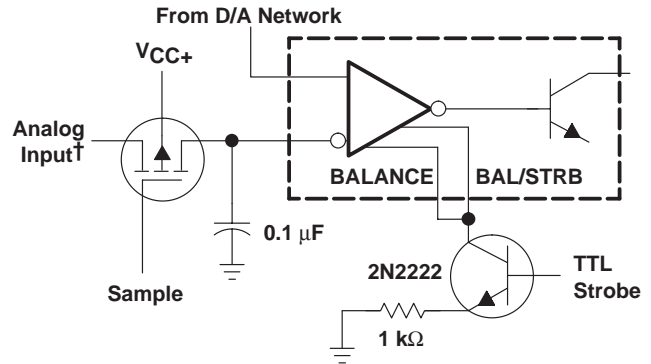 From D/A Network
VCC+
Analog
Input†
BALANCE
BAL/STRB
0.1 μF
2N2222
TTL
Strobe
Sample
1 kΩ